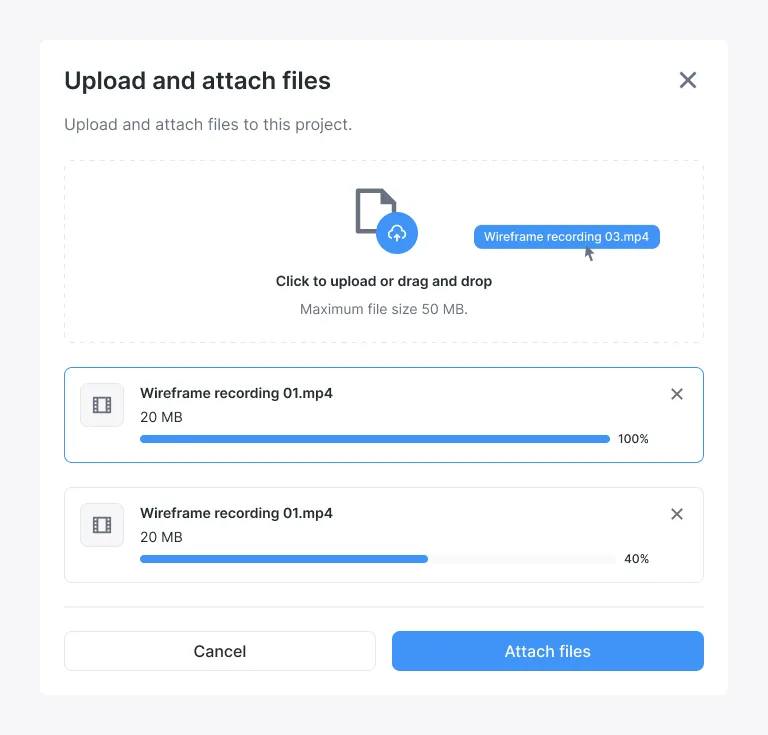 Upload and attach files
Upload and attach files to this project.
Wireframe recording 03.mp4
Click to upload or drag and drop
Maximum file size 50 MB.
Wireframe recording 01.mp4
20 MB
100%
Wireframe recording 01.mp4
20 MB
40%
Cancel
Attach files